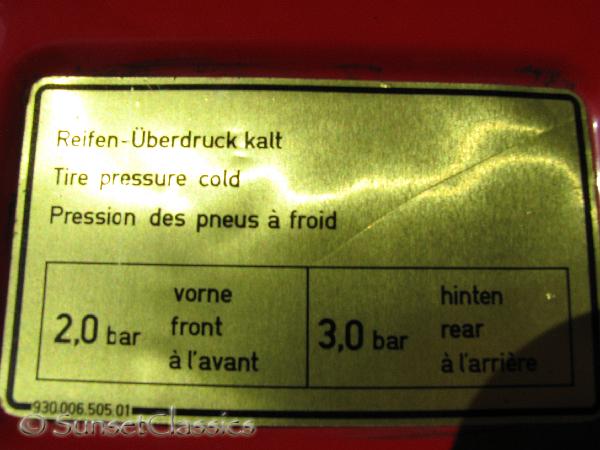 Reifen-Überdruck kalt
Tire pressure cold
Pression des pneus à froid
2,0 bar
vorne
front
à l'avant
3,0 bar
hinten
rear
à l'arrière
930.006.505.01
© SunsetClassics